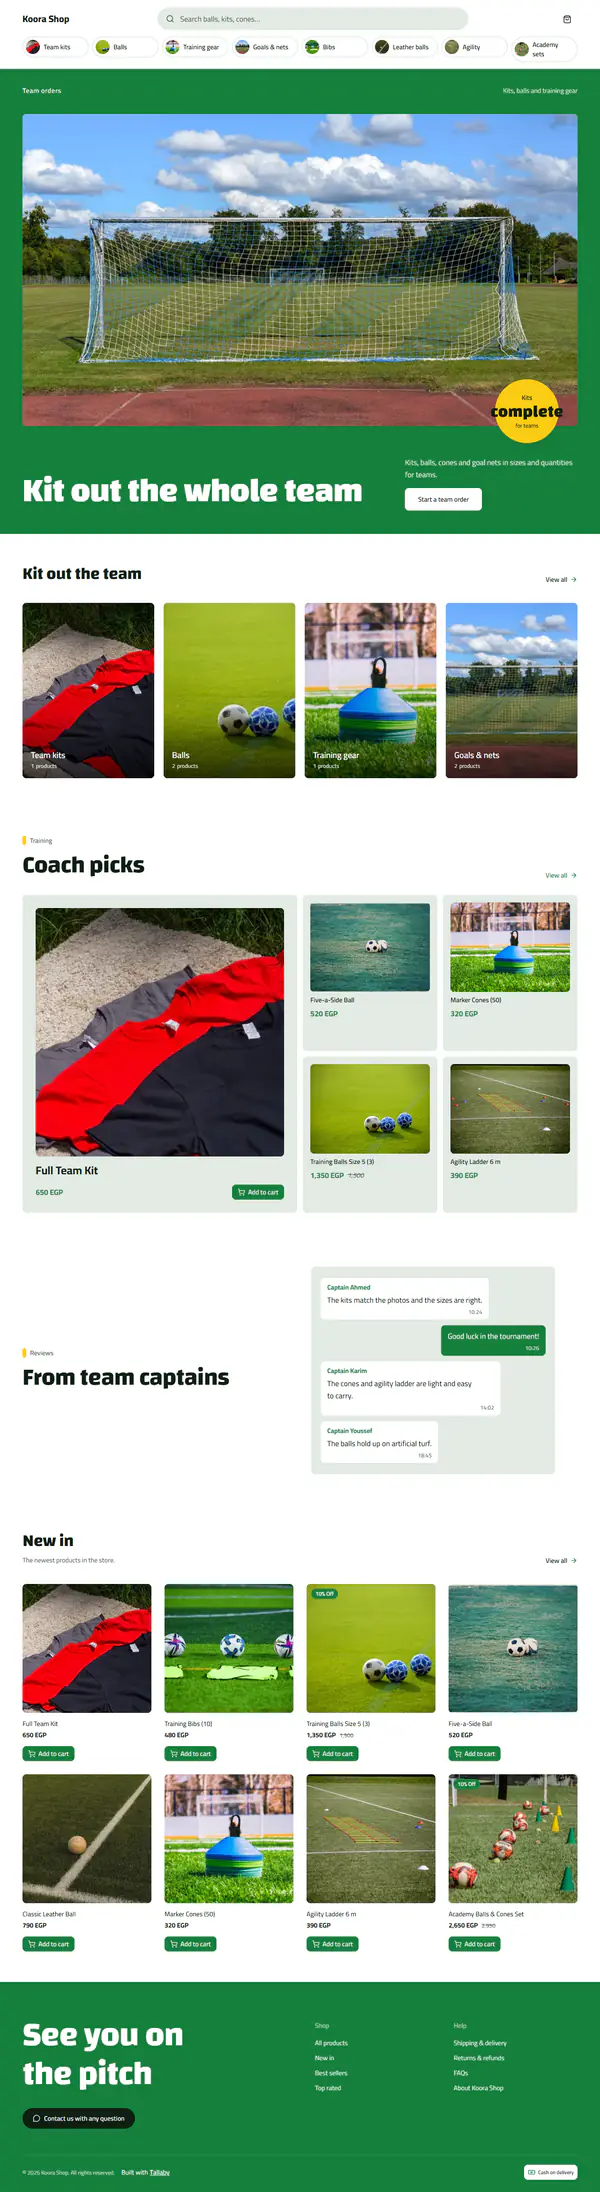 Koora Shop
Search balls, kits, cones...
Team kits
Balls
Training gear
Goals & nets
Bibs
Leather balls
Agility
Academy
sets
Team orders
Kits, balls and training gear
Kits
complete
for teams
Kit out the whole team
Kits, balls, cones and goal nets in sizes and quantities
for teams.
Start a team order
Kit out the team
View all
Team kits
1 products
Balls
2 products
Training gear
1 products
Goals & nets
2 products
Training
Coach picks
View all
Full Team Kit
650 EGP
Add to cart
Five-a-Side Ball
520 EGP
Marker Cones (50)
320 EGP
Training Balls Size 5 (3)
1,350 EGP 1,500
Agility Ladder 6 m
390 EGP
Reviews
From team captains
Captain Ahmed
The kits match the photos and the sizes are right.
10:24
Good luck in the tournament!
10:26
Captain Karim
The cones and agility ladder are light and easy
to carry.
14:02
Captain Youssef
The balls hold up on artificial turf.
18:45
New in
The newest products in the store.
View all
Full Team Kit
650 EGP
Add to cart
Training Bibs (10)
480 EGP
Add to cart
10% Off
Training Balls Size 5 (3)
1,350 EGP 1,500
Add to cart
Five-a-Side Ball
520 EGP
Add to cart
Classic Leather Ball
790 EGP
Add to cart
Marker Cones (50)
320 EGP
Add to cart
Agility Ladder 6 m
390 EGP
Add to cart
10% Off
Academy Balls & Cones Set
2,650 EGP 2,950
Add to cart
See you on
the pitch
Contact us with any question
Shop
All products
New in
Best sellers
Top rated
Help
Shipping & delivery
Returns & refunds
FAQs
About Koora Shop
© 2025 Koora Shop. All rights reserved.
Built with Tallaby
Cash on delivery